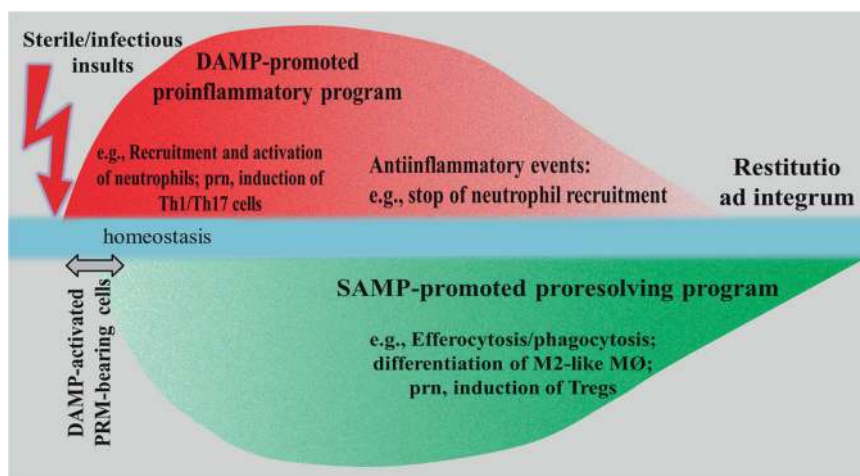 Sterile/infectious
insults
DAMP-promoted
proinflammatory program
e.g., Recruitment and activation
of neutrophils; prn, induction of
Th1/Th17 cells
Antiinflammatory events:
e.g., stop of neutrophil recruitment
Restitutio
ad integrum
homeostasis
DAMP-activated
PRM-bearing cells
SAMP-promoted proresolving program
e.g., Efferocytosis/phagocytosis;
differentiation of M2-like MØ;
prn, induction of Tregs